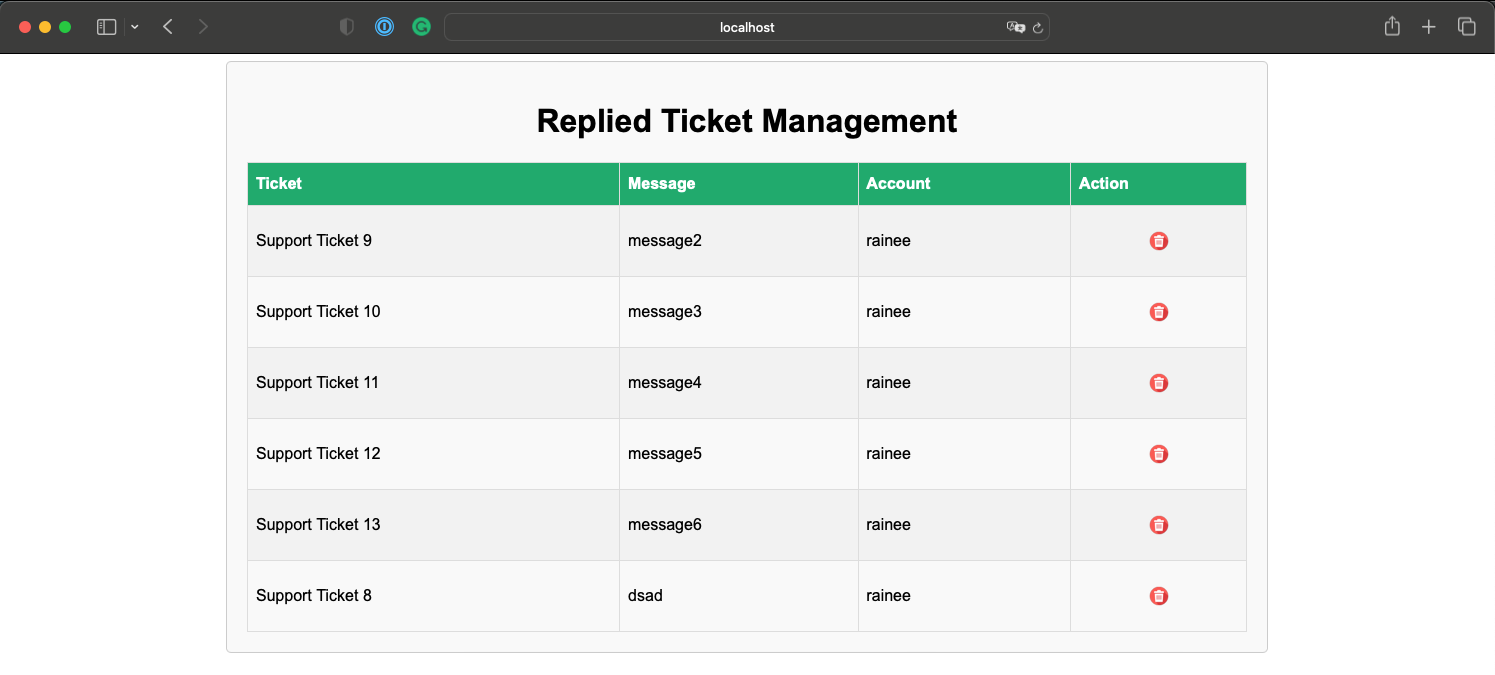 localhost
Replied Ticket Management
Ticket Message Account Action
Support Ticket 9 message2 rainee
Support Ticket 10 message3 rainee
Support Ticket 11 message4 rainee
Support Ticket 12 message5 rainee
Support Ticket 13 message6 rainee
Support Ticket 8 dsad rainee